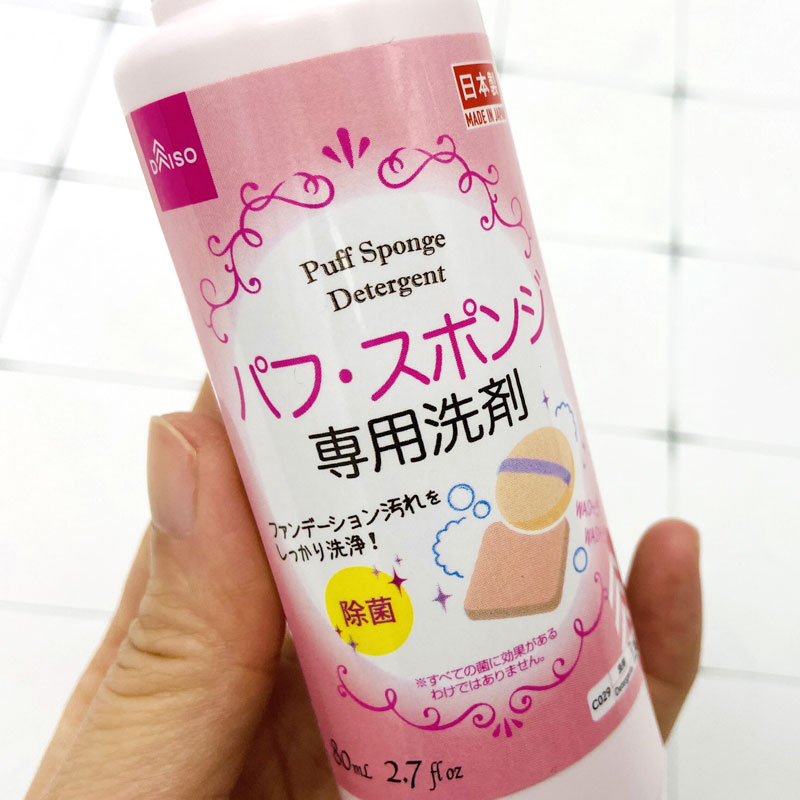 DAISO
日本製
MADE IN JAPAN
Puff Sponge
Detergent
パフ・スポンジ
専用洗剤
ファンデーション汚れを
しっかり洗浄!
除菌
※すべての菌に効果がある
わけではありません。
80mL 2.7 fl oz
C029